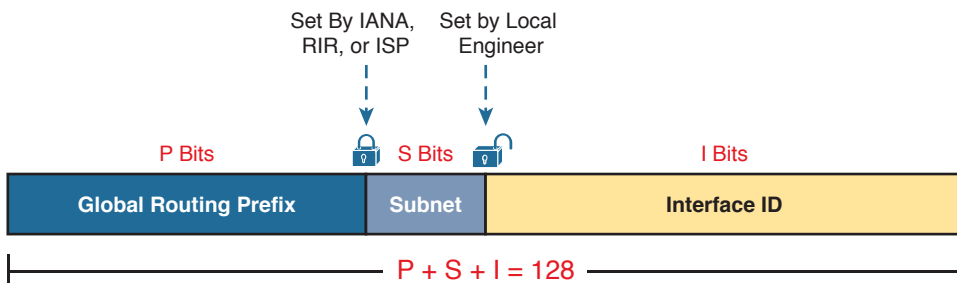 Set By IANA,
RIR, or ISP
Set by Local
Engineer
P Bits
S Bits
I Bits
Global Routing Prefix
Subnet
Interface ID
P + S + I = 128